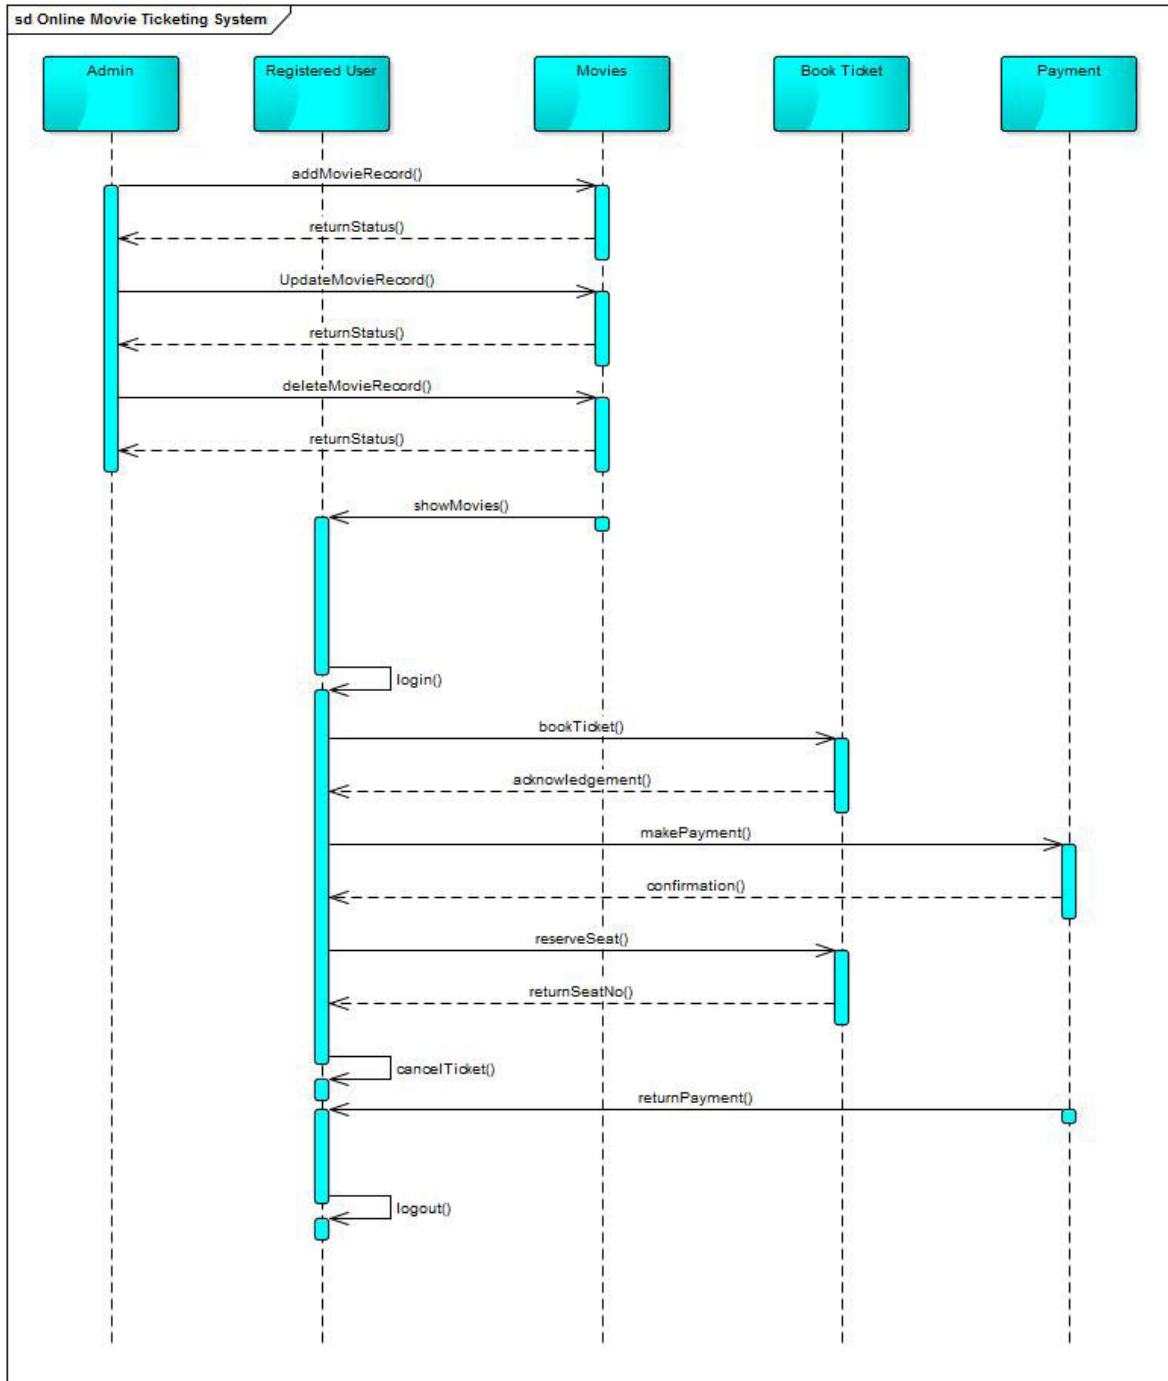 sd Online Movie Ticketing System
Admin
Registered User
Movies
Book Ticket
Payment
addMovieRecord()
returnStatus()
UpdateMovieRecord()
returnStatus()
deleteMovieRecord()
returnStatus()
showMovies()
login()
bookTicket()
acknowledgement()
makePayment()
confirmation()
reserveSeat()
returnSeatNo()
cancelTicket()
returnPayment()
logout()